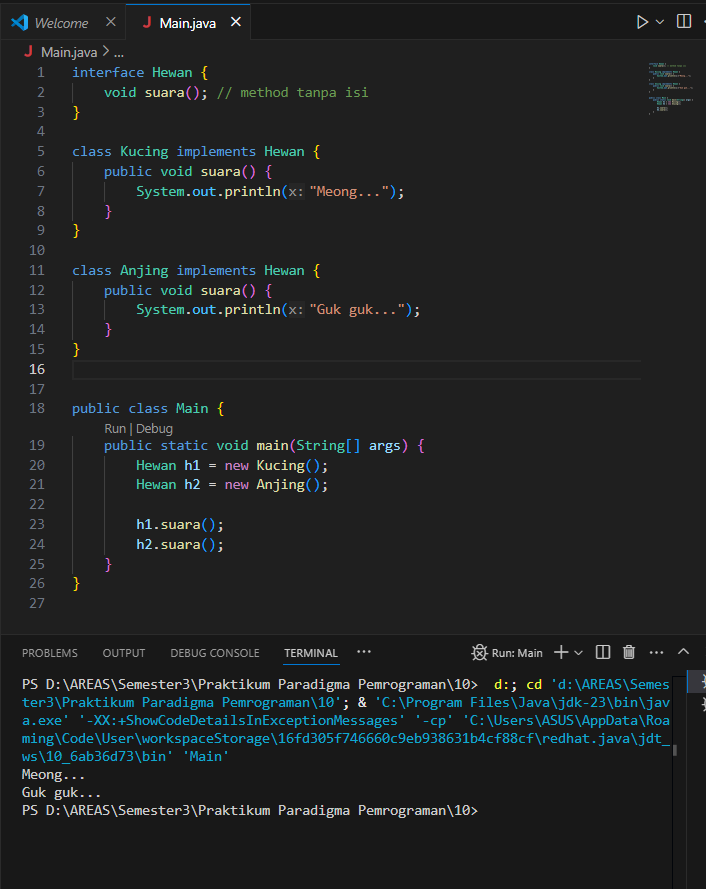 Welcome
Main.java
Main.java > ...
1 interface Hewan {
2 void suara(); // method tanpa isi
3 }
4
5 class Kucing implements Hewan {
6 public void suara() {
7 System.out.println(x: "Meong...");
8 }
9 }
10
11 class Anjing implements Hewan {
12 public void suara() {
13 System.out.println(x: "Guk guk...");
14 }
15 }
16
17
18 public class Main {
Run | Debug
19 public static void main(String[] args) {
20 Hewan h1 = new Kucing();
21 Hewan h2 = new Anjing();
22
23 h1.suara();
24 h2.suara();
25 }
26 }
27
PROBLEMS OUTPUT DEBUG CONSOLE TERMINAL ... Run: Main
PS D:\AREAS\Semester3\Praktikum Paradigma Pemrograman\10> d:; cd 'd:\AREAS\Semes
ter3\Praktikum Paradigma Pemrograman\10'; & 'C:\Program Files\Java\jdk-23\bin\jav
a.exe' '-XX:+ShowCodeDetailsInExceptionMessages' '-cp' 'C:\Users\ASUS\AppData\Roa
ming\Code\User\workspaceStorage\16fd305f746660c9eb938631b4cf88cf\redhat.java\jdt_
ws\10_6ab36d73\bin' 'Main'
Meong...
Guk guk...
PS D:\AREAS\Semester3\Praktikum Paradigma Pemrograman\10>